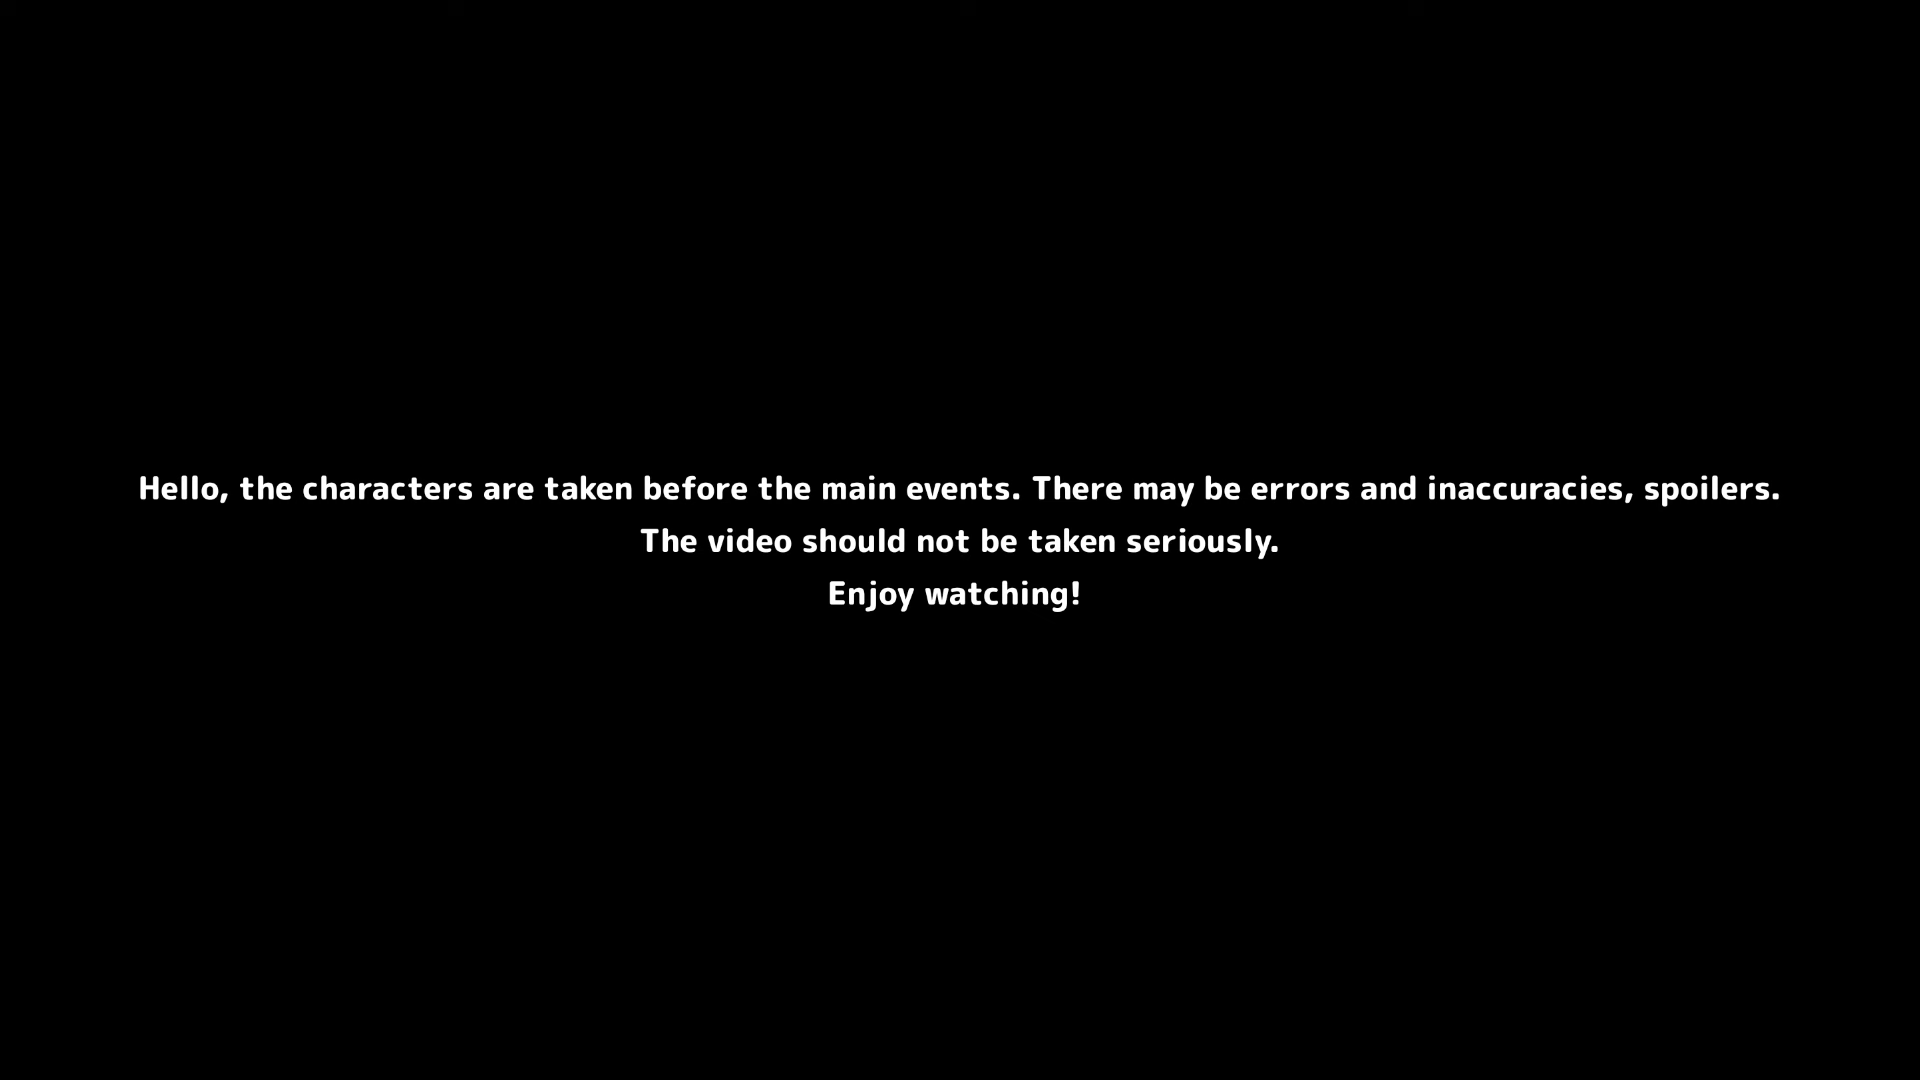 Hello, the characters are taken before the main events. There may be errors and inaccuracies, spoilers.
The video should not be taken seriously.
Enjoy watching!